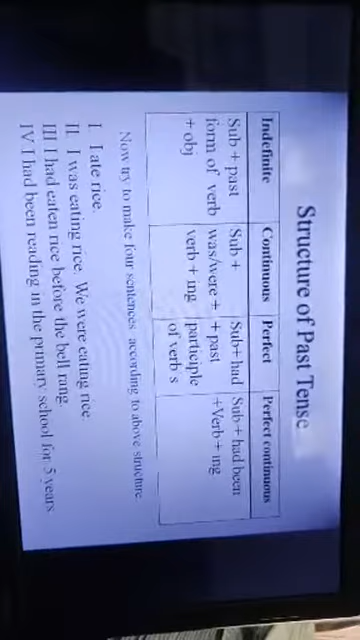 Structure of Past Tense
Indefinite Continuous Perfect Perfect continuous
Sub + past form of verb + obj
Sub + was/were + verb + ing
Sub+ had + past participle of verb s
Sub + had been +Verb + ing
Now try to make four sentences according to above structure
I. I ate rice.
II. I was eating rice. We were eating rice
III I had eaten rice before the bell rang.
IV. I had been reading in the primary school for 5 years